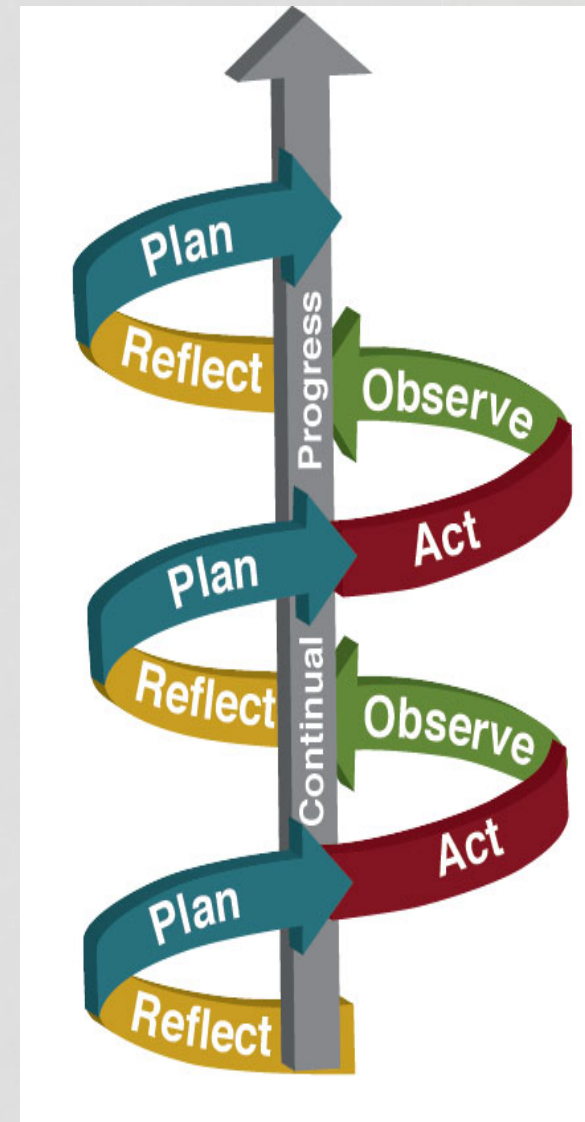 Plan
Reflect
Observe
Act
Plan
Reflect
Observe
Act
Plan
Reflect
Continual Progress